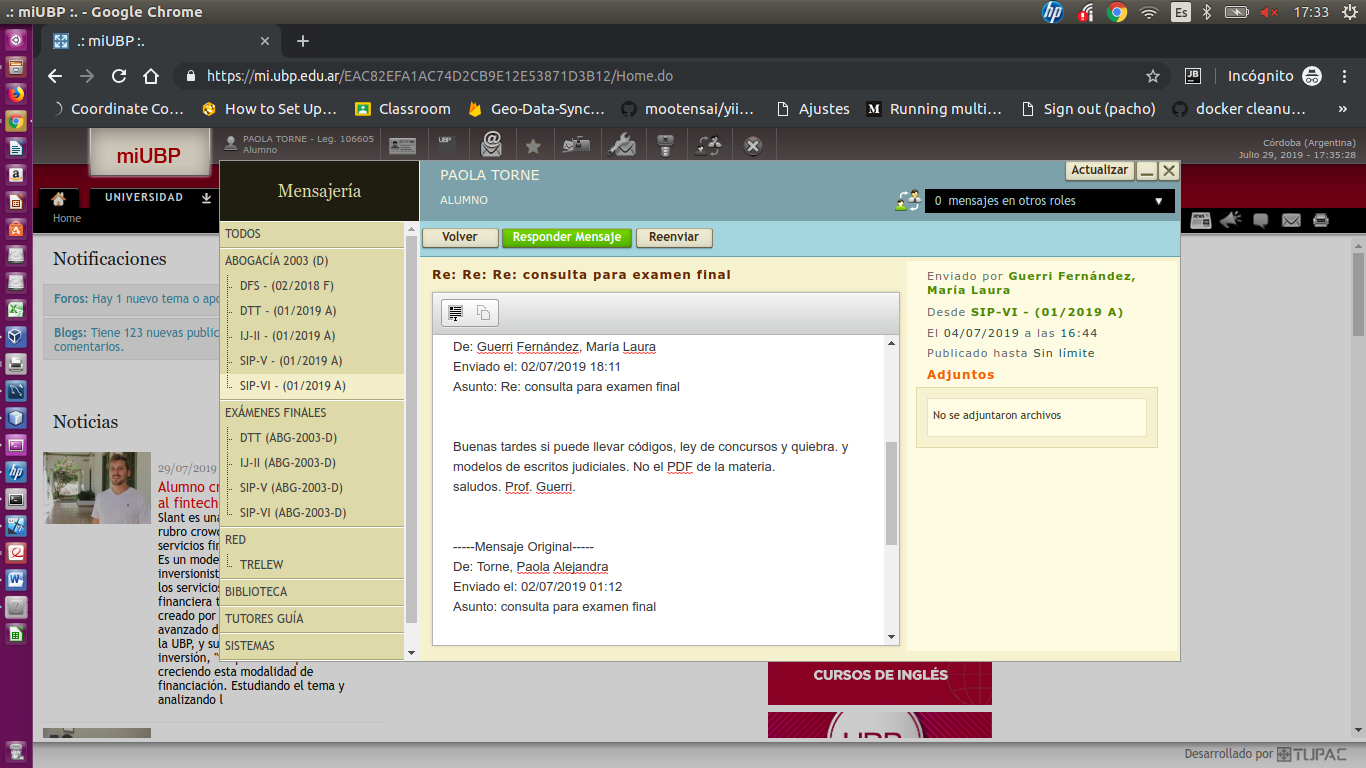 .: miUBP :. - Google Chrome
Es
17:33
.: miUBP :.
https://mi.ubp.edu.ar/EAC82EFA1AC74D2CB9E12E53871D3B12/Home.do
Incógnito
Coordinate Co…
How to Set Up…
Classroom
Geo-Data-Sync…
mootensai/yii…
Ajustes
Running multi…
Sign out (pacho)
docker cleanu…
»
miUBP
PAOLA TORNE - Leg. 106605
Alumno
UBP
Córdoba (Argentina)
Julio 29, 2019 - 17:35:28
UNIVERSIDAD
Home
Mensajería
PAOLA TORNE
ALUMNO
Actualizar
0 mensajes en otros roles
Volver
Responder Mensaje
Reenviar
TODOS
ABOGACÍA 2003 (D)
DFS - (02/2018 F)
DTT - (01/2019 A)
IJ-II - (01/2019 A)
SIP-V - (01/2019 A)
SIP-VI - (01/2019 A)
EXÁMENES FINALES
DTT (ABG-2003-D)
IJ-II (ABG-2003-D)
SIP-V (ABG-2003-D)
SIP-VI (ABG-2003-D)
RED
TRELEW
BIBLIOTECA
TUTORES GUÍA
SISTEMAS
Re: Re: Re: consulta para examen final
De: Guerri Fernández, María Laura
Enviado el: 02/07/2019 18:11
Asunto: Re: consulta para examen final
Buenas tardes si puede llevar códigos, ley de concursos y quiebra. y
modelos de escritos judiciales. No el PDF de la materia.
saludos. Prof. Guerri.
-----Mensaje Original-----
De: Torne, Paola Alejandra
Enviado el: 02/07/2019 01:12
Asunto: consulta para examen final
Enviado por Guerri Fernández,
María Laura
Desde SIP-VI - (01/2019 A)
El 04/07/2019 a las 16:44
Publicado hasta Sin límite
Adjuntos
No se adjuntaron archivos
Notificaciones
Foros: Hay 1 nuevo tema o apo
Blogs: Tiene 123 nuevas public
comentarios.
Noticias
29/07/2019
Alumno cr
al fintech
Slant es una
rubro crowd
servicios fin
Es un mode
inversionist
los servicios
financiera t
creado por
avanzado d
la UBP, y su
inversión, "
creciendo esta modalidad de
financiación. Estudiando el tema y
analizando l
CURSOS DE INGLÉS
UBP
Desarrollado por TUPAC